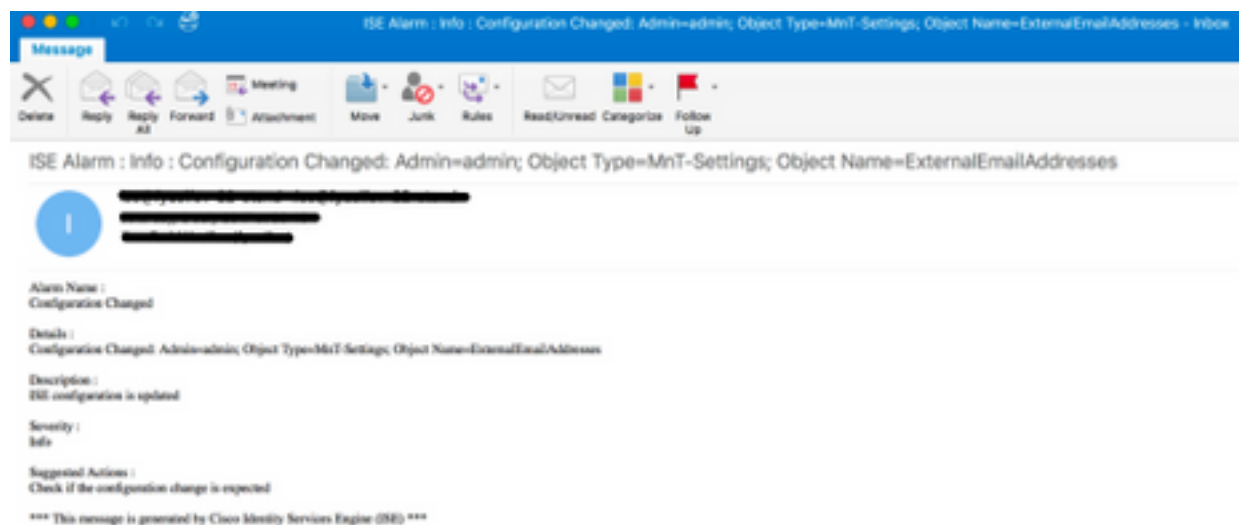 ISE Alarm : Info : Configuration Changed: Admin=admin; Object Type=MnT-Settings; Object Name=ExternalEmailAddresses - Inbox
Message
Delete
Reply
Reply All
Forward
Meeting
Attachment
Move
Junk
Rules
Read/Unread
Categorize
Follow Up
ISE Alarm : Info : Configuration Changed: Admin=admin; Object Type=MnT-Settings; Object Name=ExternalEmailAddresses
I
Alarm Name :
Configuration Changed
Details :
Configuration Changed: Admin=admin; Object Type=MnT-Settings; Object Name=ExternalEmailAddresses
Description :
ISE configuration is updated
Severity :
Info
Suggested Actions :
Check if the configuration change is expected
*** This message is generated by Cisco Identity Services Engine (ISE) ***